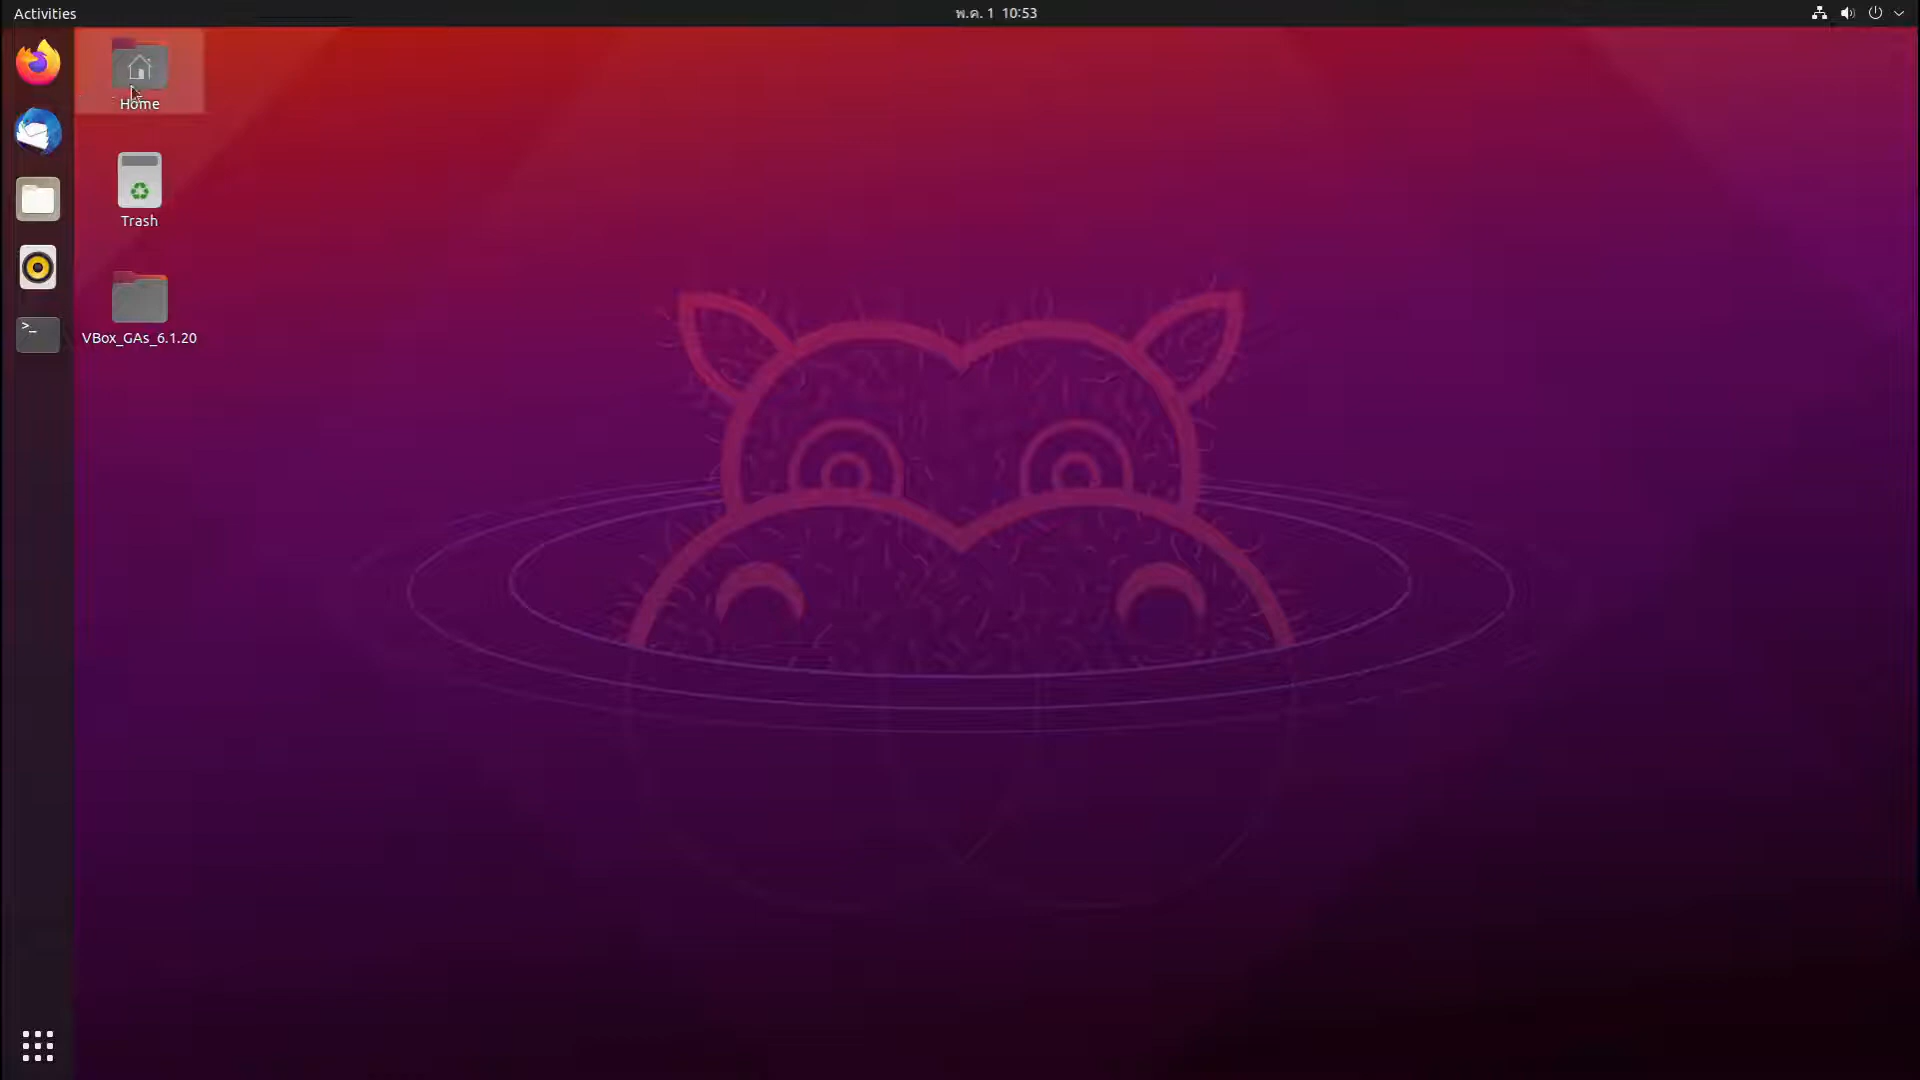 Activities
พ.ค. 1 10:53
Home
Trash
VBox_GAs_6.1.20
>_